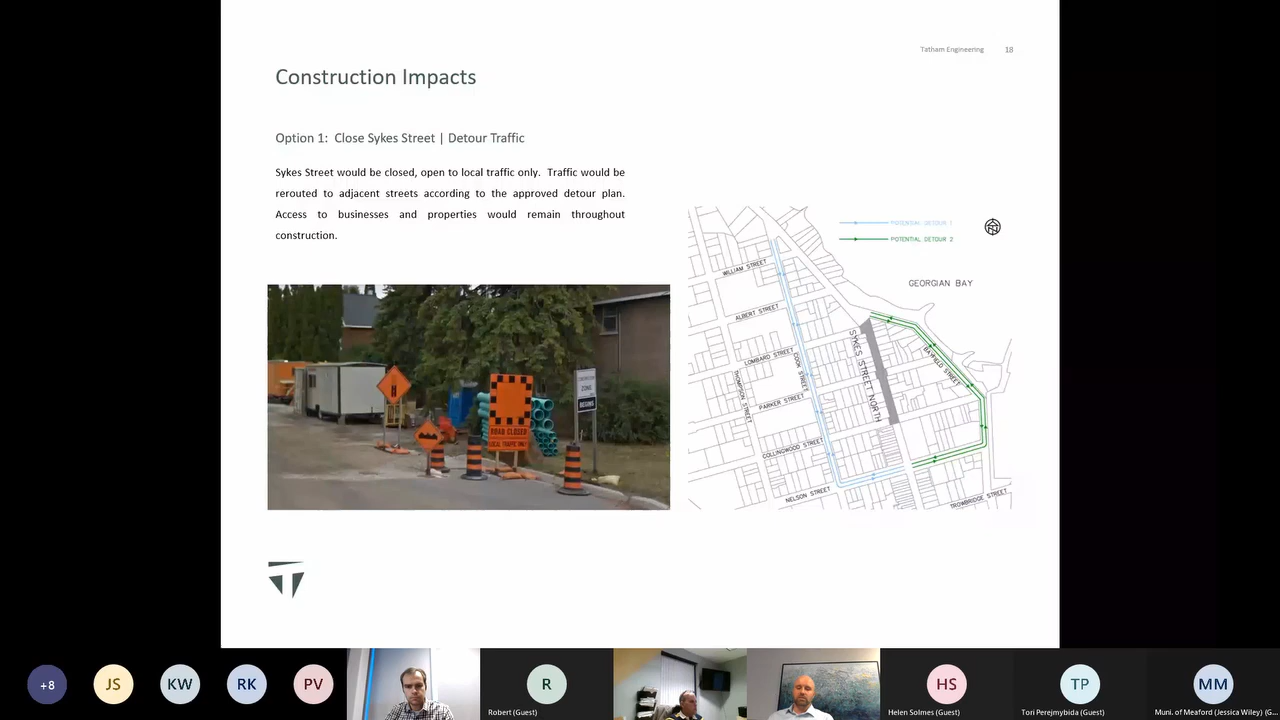 Tatham Engineering 18
Construction Impacts
Option 1: Close Sykes Street | Detour Traffic
Sykes Street would be closed, open to local traffic only. Traffic would be
rerouted to adjacent streets according to the approved detour plan.
Access to businesses and properties would remain throughout
construction.
POTENTIAL DETOUR 1
POTENTIAL DETOUR 2
GEORGIAN BAY
WILLIAM STREET
ALBERT STREET
LOMBARD STREET
PARKER STREET
COLLINGWOOD STREET
NELSON STREET
TROWBRIDGE STREET
THOMPSON STREET
COOK STREET
SYKES STREET NORTH
BAYFIELD STREET
CONSTRUCTION
ZONE
BEGINS
ROAD CLOSED
LOCAL TRAFFIC ONLY
+8
JS
KW
RK
PV
R
Robert (Guest)
HS
Helen Solmes (Guest)
TP
Tori Perejmybida (Guest)
MM
Muni. of Meaford (Jessica Wiley) (G...